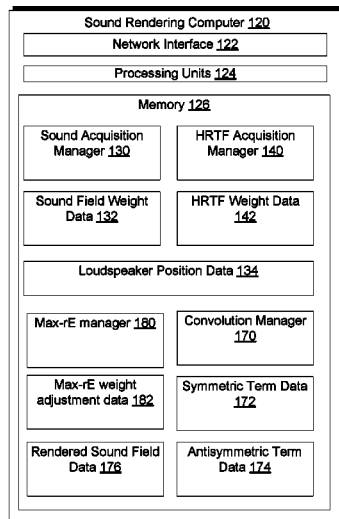 Sound Rendering Computer 120
Network Interface 122
Processing Units 124
Memory 126
Sound Acquisition
Manager 130
HRTF Acquisition
Manager 140
Sound Field Weight
Data 132
HRTF Weight Data
142
Loudspeaker Position Data 134
Max-rE manager 180
Convolution Manager
170
Max-rE weight
adjustment data 182
Symmetric Term Data
172
Rendered Sound Field
Data 176
Antisymmetric Term
Data 174